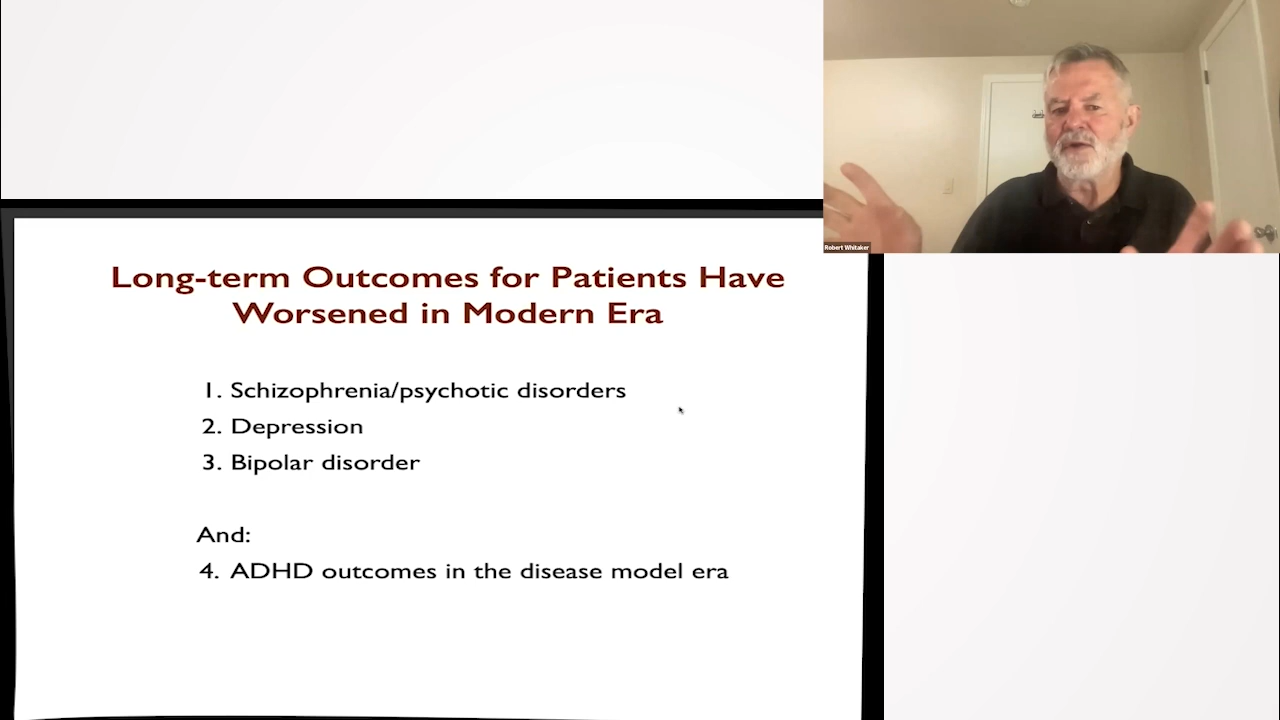 Robert Whitaker
Long-term Outcomes for Patients Have
Worsened in Modern Era
1. Schizophrenia/psychotic disorders
2. Depression
3. Bipolar disorder
And:
4. ADHD outcomes in the disease model era